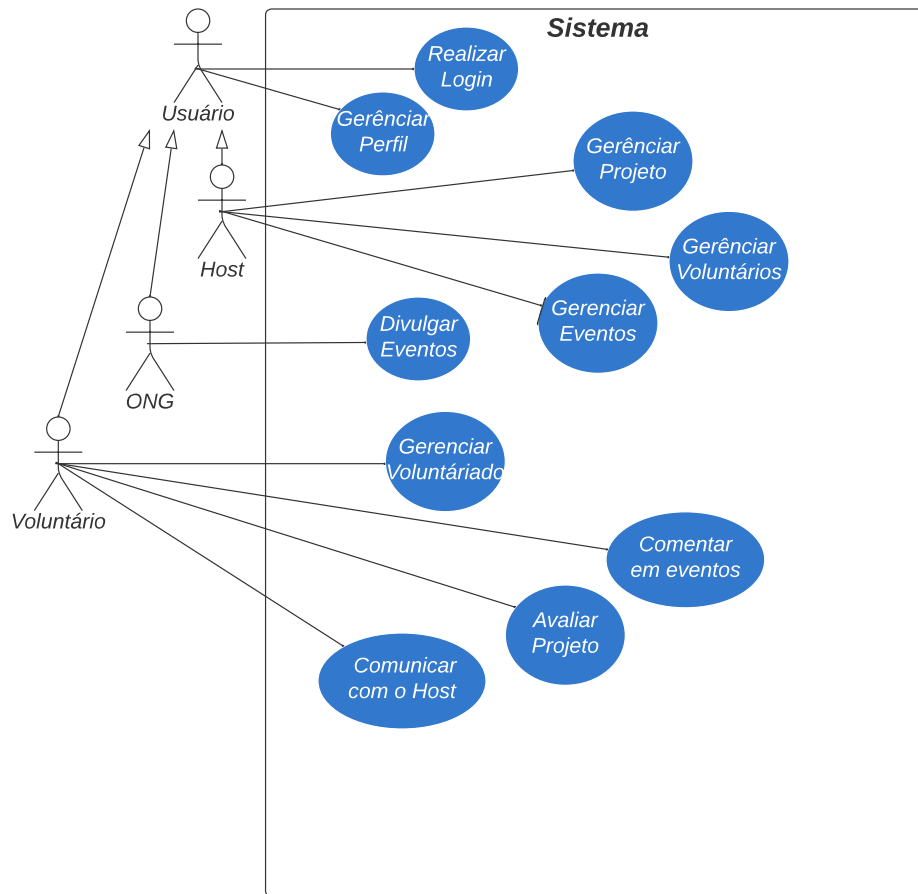 Sistema
Realizar
Login
Usuário
Gerênciar
Perfil
Gerênciar
Projeto
Host
Gerênciar
Voluntários
Gerenciar
Eventos
Divulgar
Eventos
ONG
Gerenciar
Voluntáriado
Voluntário
Comentar
em eventos
Avaliar
Projeto
Comunicar
com o Host